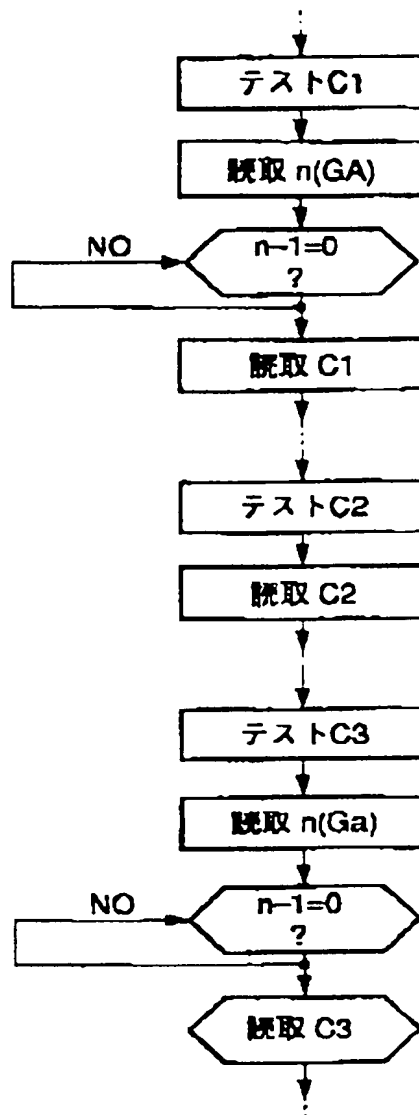 テストC1
読取 n(GA)
NO
n-1=0
?
読取 C1
テストC2
読取 C2
テストC3
読取 n(Ga)
NO
n-1=0
?
読取 C3